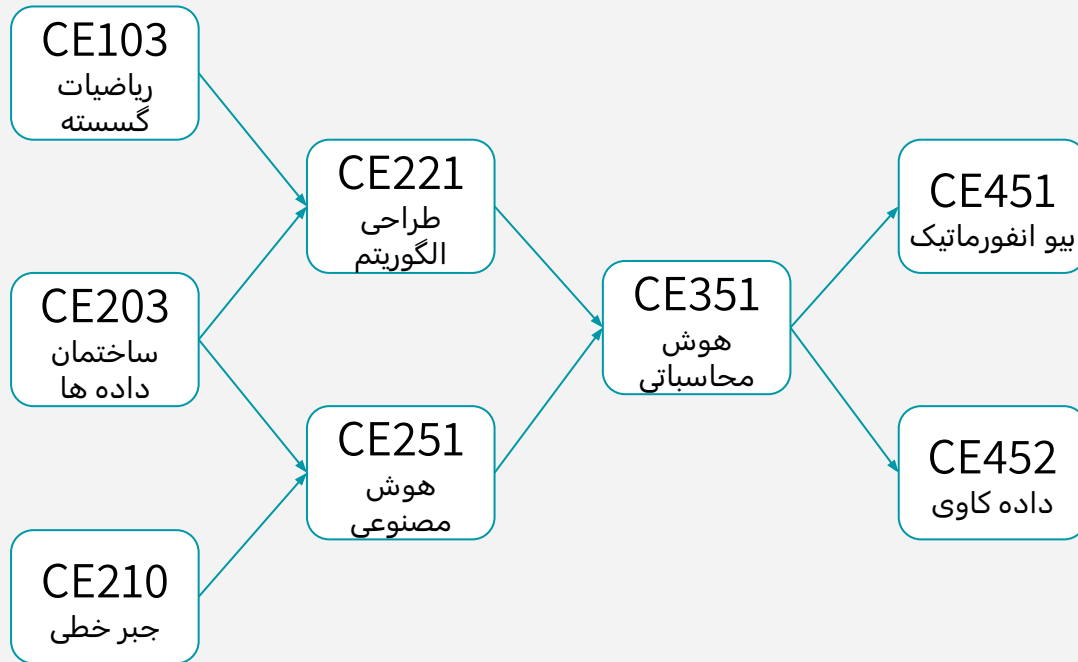 CE103
ریاضیات
گسسته
CE203
ساختمان
داده ها
CE210
جبر خطی
CE221
طراحی
الگوریتم
CE251
هوش
مصنوعی
CE351
هوش
محاسباتی
CE451
بیو انفورماتیک
CE452
داده کاوی